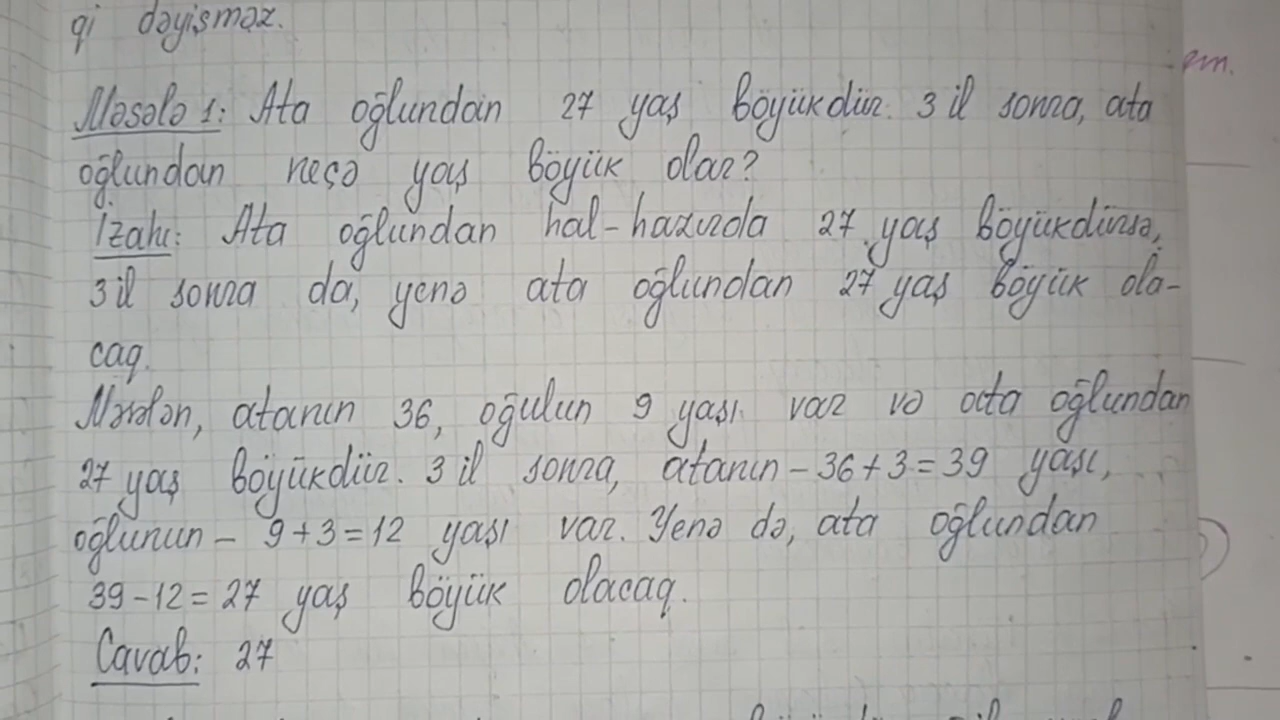 qi dəyişməz.
Məsələ 1: Ata oğlundan 27 yaş böyükdür. 3 il sonra, ata
oğlundan neçə yaş böyük olar?
İzahı: Ata oğlundan hal-hazırda 27 yaş böyükdürsə,
3 il sonra da, yenə ata oğlundan 27 yaş böyük ola-
caq.
Məsələn, atanın 36, oğulun 9 yaşı var və ata oğlundan
27 yaş böyükdür. 3 il sonra, atanın - 36+3=39 yaşı,
oğlunun - 9+3=12 yaşı var. Yenə də, ata oğlundan
39-12=27 yaş böyük olacaq.
Cavab: 27